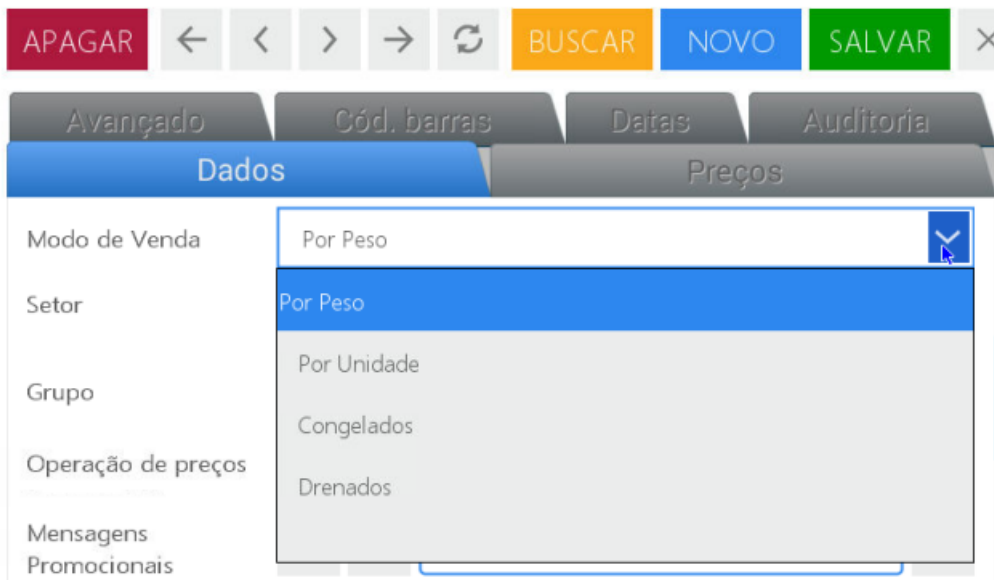 APAGAR BUSCAR NOVO SALVAR
Avançado Cód. barras Datas Auditoria
Dados Preços
Modo de Venda Por Peso
Setor Por Peso
Por Unidade
Grupo
Congelados
Operação de preços
Drenados
Mensagens
Promocionais